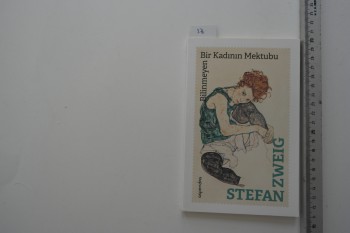 Bilinmeyen
Bir Kadının Mektubu
STEFAN
ZWEIG